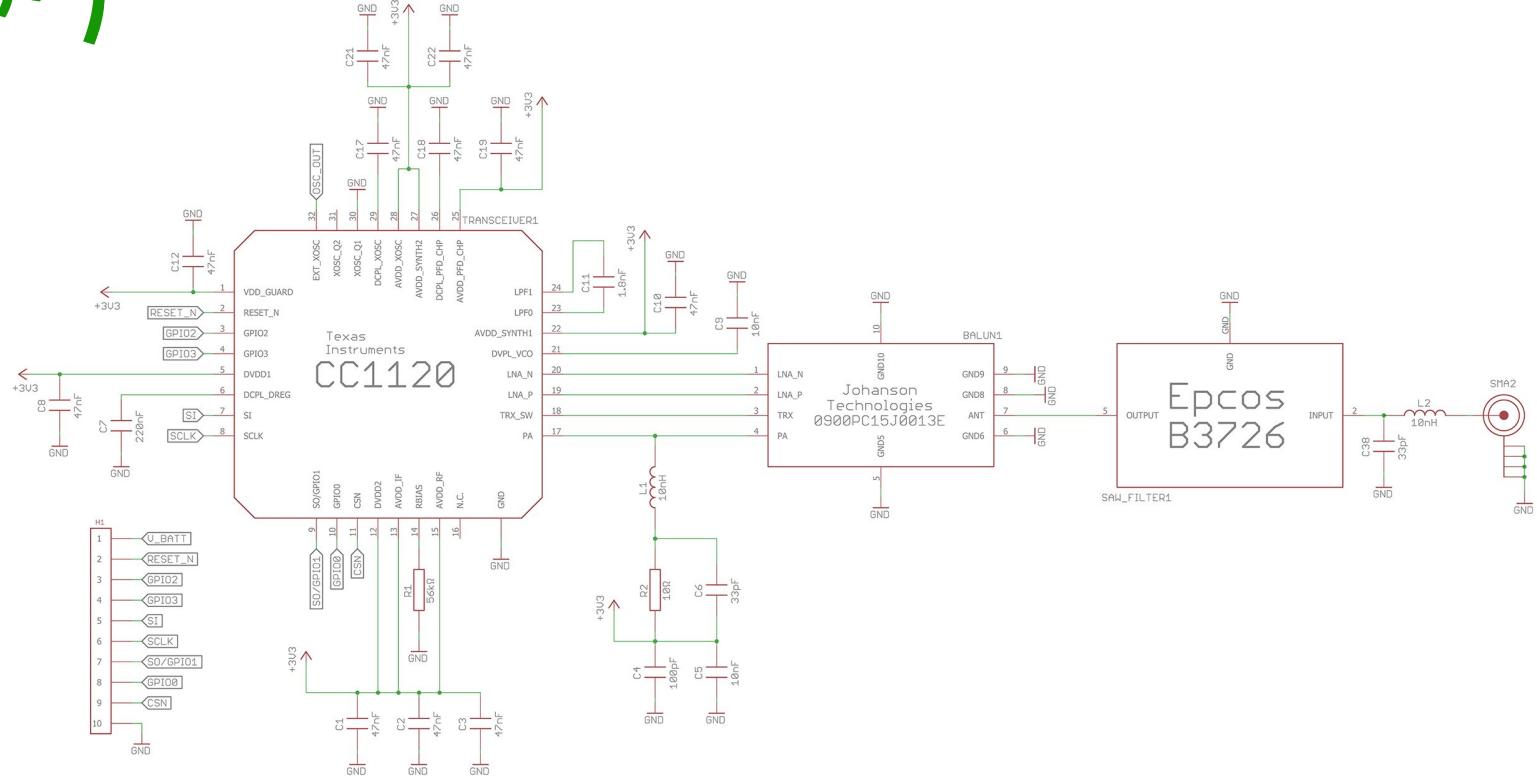 GND
+3V3
GND
C21
47nF
C22
47nF
GND
GND
GND
+3V3
C17
47nF
C18
47nF
C19
47nF
OSC_OUT
GND
32
31
30
29
28
27
26
25
TRANSCEIVER1
EXT_XOSC
XOSC_Q2
XOSC_Q1
DCPL_XOSC
AVDD_XOSC
AVDD_SYNTH2
DCPL_PFD_CHP
AVDD_PFD_CHP
GND
C12
47nF
+3V3
1
VDD_GUARD
RESET_N
2
RESET_N
GPIO2
3
GPIO2
GPIO3
4
GPIO3
+3V3
5
DVDD1
6
DCPL_DREG
SI
7
SI
SCLK
8
SCLK
C8
47nF
GND
C7
220nF
GND
Texas
Instruments
CC1120
LPF1
24
LPF0
23
AVDD_SYNTH1
22
DVPL_VCO
21
LNA_N
20
LNA_P
19
TRX_SW
18
PA
17
C11
1.8nF
+3V3
GND
C10
47nF
GND
C9
10nF
SO/GPIO1
GPIO0
CSN
DVDD2
AVDD_IF
RBIAS
AVDD_RF
N.C.
GND
9
10
11
12
13
14
15
16
SO/GPIO1
GPIO0
CSN
R1
56kΩ
GND
GND
+3V3
C1
47nF
C2
47nF
C3
47nF
GND
GND
GND
L1
10nH
R2
10Ω
C6
33pF
+3V3
C4
100pF
C5
10nF
GND
GND
GND
10
BALUN1
GND10
1
LNA_N
2
LNA_P
3
TRX
4
PA
Johanson
Technologies
0900PC15J0013E
GND9
9
GND
GND8
8
GND
ANT
7
GND6
6
GND
GND5
5
GND
GND
GND
GND
5
OUTPUT
Epcos
B3726
INPUT
2
SAW_FILTER1
L2
10nH
C38
33pF
GND
SMA2
GND
H1
1
V_BATT
2
RESET_N
3
GPIO2
4
GPIO3
5
SI
6
SCLK
7
SO/GPIO1
8
GPIO0
9
CSN
10
GND